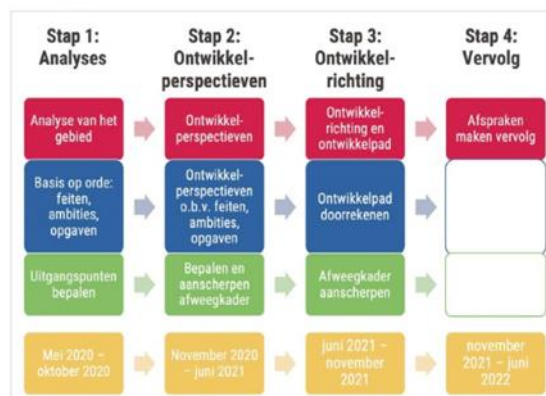 Stap 1:
Analyses
Stap 2:
Ontwikkel-
perspectieven
Stap 3:
Ontwikkel-
richting
Stap 4:
Vervolg
Analyse van het
gebied
Ontwikkel-
perspectieven
Ontwikkel-
richting en
ontwikkelpad
Afspraken
maken vervolg
Basis op orde:
feiten,
ambities,
opgaven
Ontwikkel-
perspectieven
o.b.v. feiten,
ambities,
opgaven
Ontwikkelpad
doorrekenen
Uitgangspunten
bepalen
Bepalen en
aanscherpen
afweegkader
Afweegkader
aanscherpen
Mei 2020 –
oktober 2020
November 2020
– juni 2021
juni 2021 –
november
2021
november
2021 – juni
2022